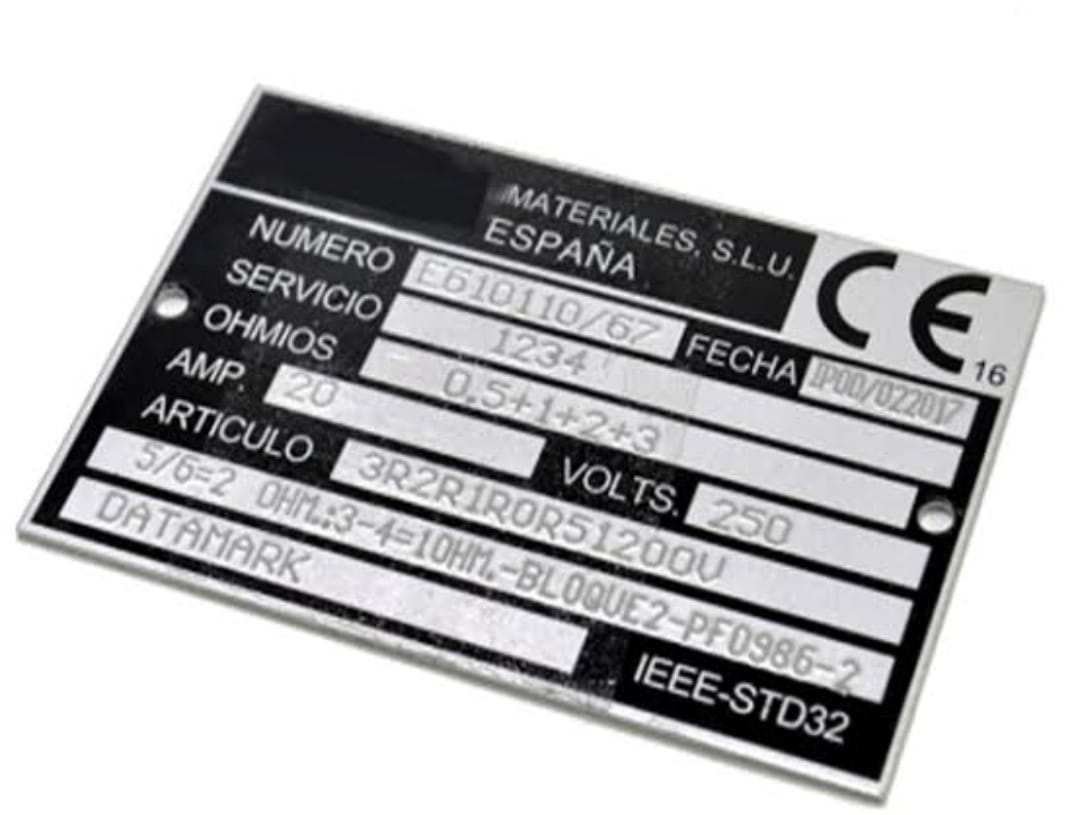 MATERIALES, S.L.U.
ESPAÑA
CE 16
NUMERO E610110/67 FECHA IP00/022017
SERVICIO 1234
OHMIOS 0.5+1+2+3
AMP. 20 VOLTS. 250
ARTICULO 3R2R1R0R51200V
5/6=2 OHM.:3-4=1OHM.-BLOQUE2-PF0986-2
DATAMARK
IEEE-STD32